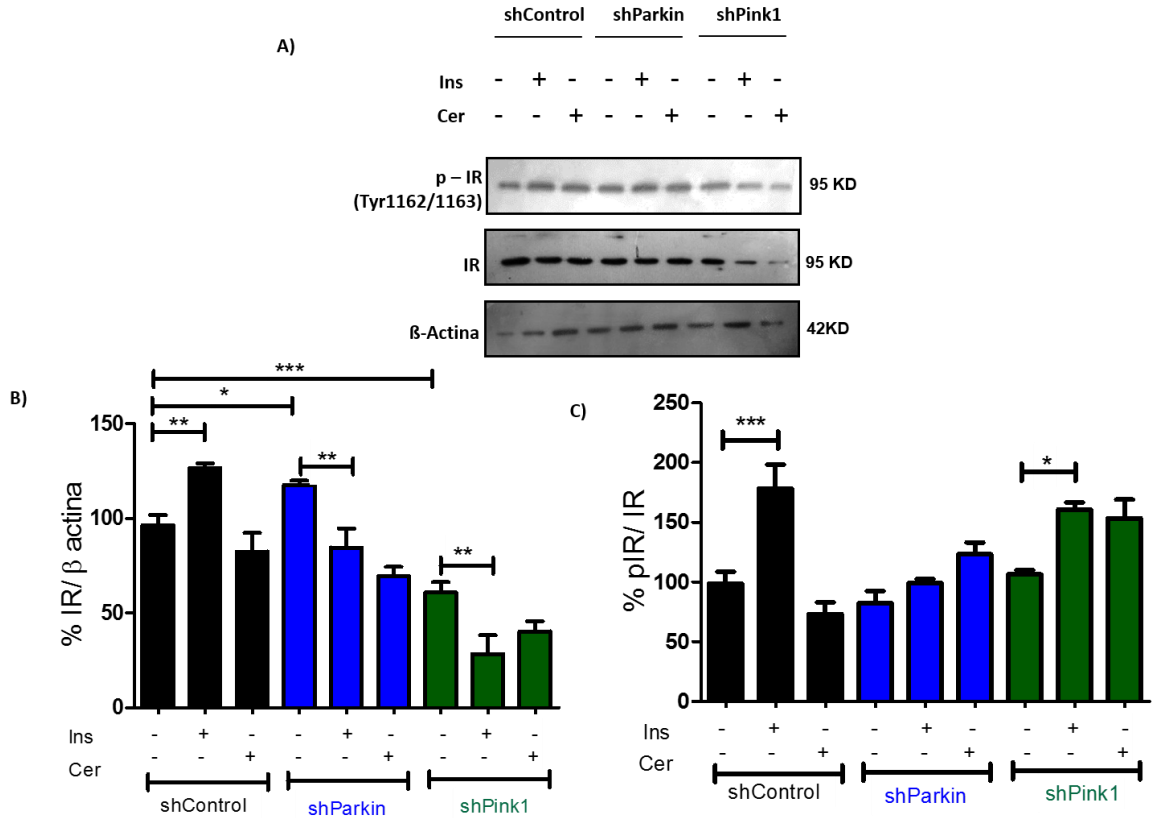 shControl shParkin shPink1
A)
Ins - + - - + - - + -
Cer - - + - - + - - +
p – IR
(Tyr1162/1163)
95 KD
IR
95 KD
ß-Actina
42KD
B)
***
*
**
**
**
150
100
50
0
% IR/ β actina
Ins - + - - + - - + -
Cer - - + - - + - - +
shControl shParkin shPink1
C)
***
*
250
200
150
100
50
0
% pIR/ IR
Ins - + - - + - - + -
Cer - - + - - + - - +
shControl shParkin shPink1